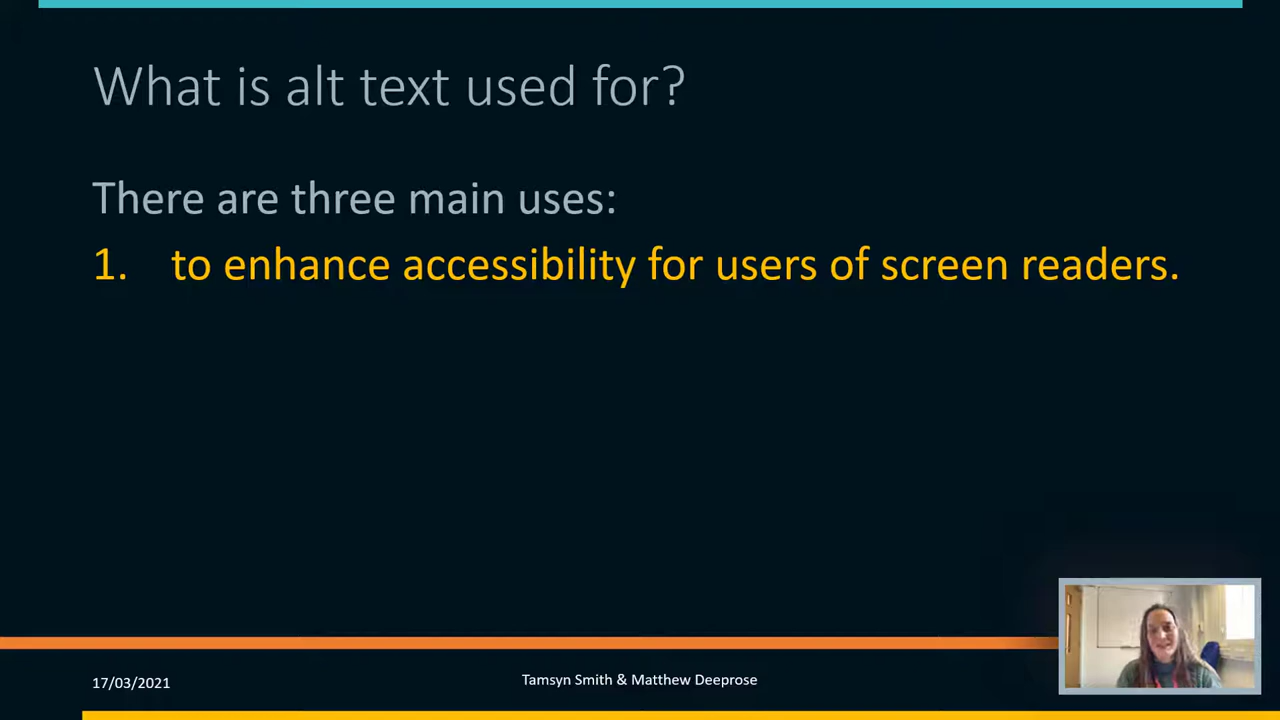 What is alt text used for?
There are three main uses:
1. to enhance accessibility for users of screen readers.
17/03/2021
Tamsyn Smith & Matthew Deeprose